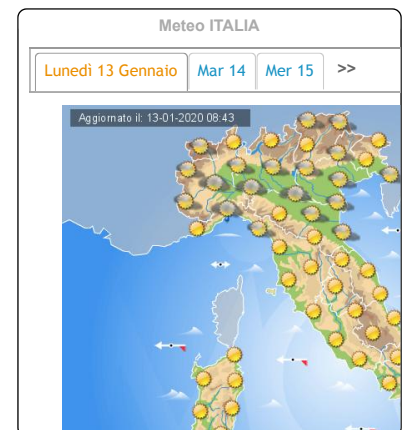 Meteo ITALIA
Lunedì 13 Gennaio Mar 14 Mer 15 >>
Aggiornato il: 13-01-2020 08:43